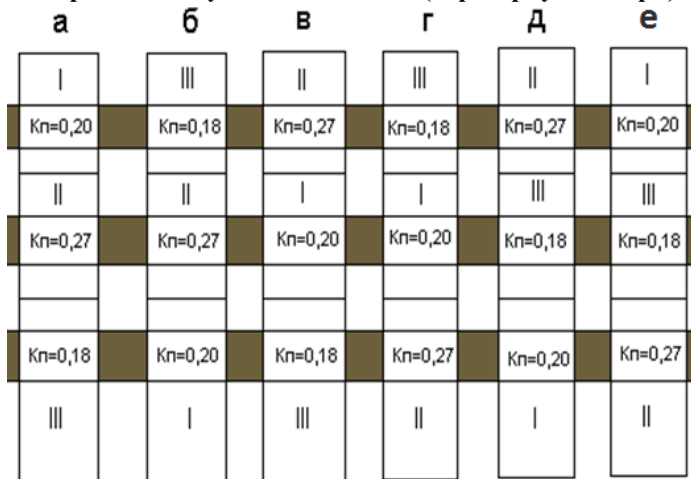 а б в г д е
I III II III II I
Кп=0,20 Кп=0,18 Кп=0,27 Кп=0,18 Кп=0,27 Кп=0,20
II II I I III III
Кп=0,27 Кп=0,27 Кп=0,20 Кп=0,20 Кп=0,18 Кп=0,18
Кп=0,18 Кп=0,20 Кп=0,18 Кп=0,27 Кп=0,20 Кп=0,27
III I III II I II